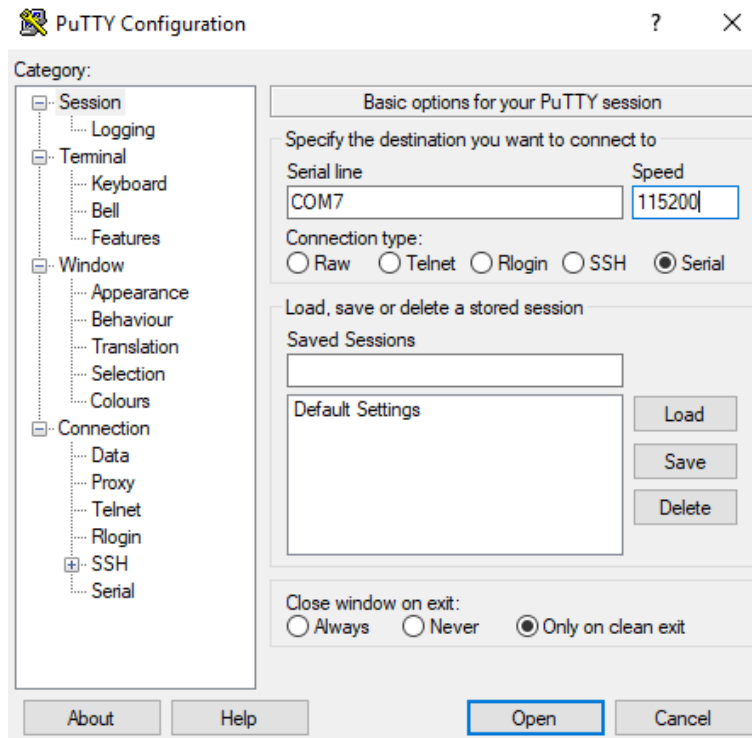 PuTTY Configuration
?
Category:
Session
Logging
Terminal
Keyboard
Bell
Features
Window
Appearance
Behaviour
Translation
Selection
Colours
Connection
Data
Proxy
Telnet
Rlogin
SSH
Serial
Basic options for your PuTTY session
Specify the destination you want to connect to
Serial line Speed
COM7 115200
Connection type:
Raw Telnet Rlogin SSH Serial
Load, save or delete a stored session
Saved Sessions
Default Settings
Load
Save
Delete
Close window on exit:
Always Never Only on clean exit
About Help Open Cancel